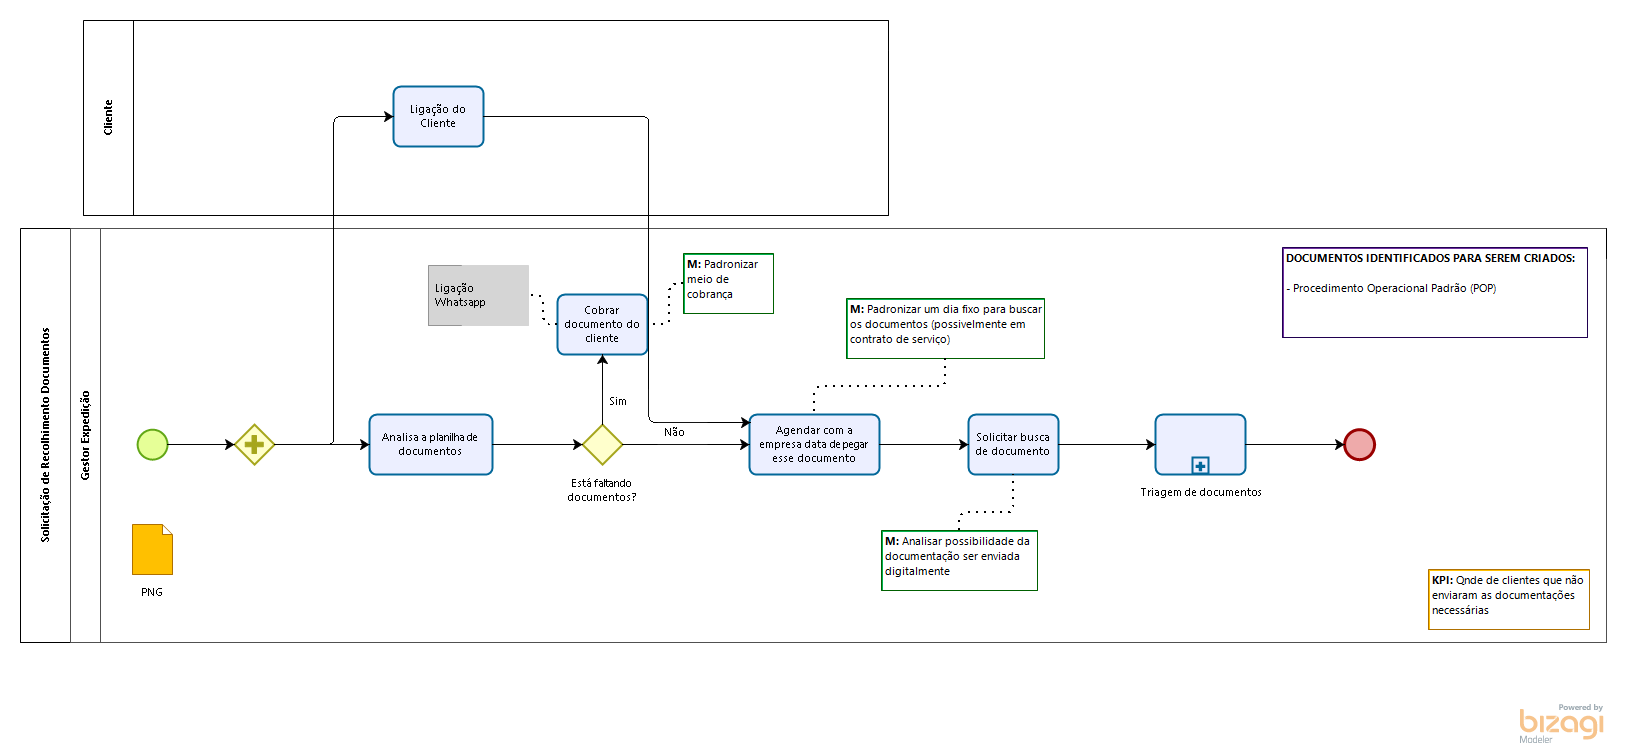 Cliente
Ligação do
Cliente
Solicitação de Recolhimento Documentos
Gestor Expedição
Ligação
Whatsapp
Cobrar
documento do
cliente
M: Padronizar
meio de
cobrança
M: Padronizar um dia fixo para buscar
os documentos (possivelmente em
contrato de serviço)
DOCUMENTOS IDENTIFICADOS PARA SEREM CRIADOS:
- Procedimento Operacional Padrão (POP)
Sim
Não
Analisa a planilha de
documentos
Está faltando
documentos?
Agendar com a
empresa data de pegar
esse documento
Solicitar busca
de documento
Triagem de documentos
M: Analisar possibilidade da
documentação ser enviada
digitalmente
PNG
KPI: Qnde de clientes que não
enviaram as documentações
necessárias
Powered by
bizagi
Modeler